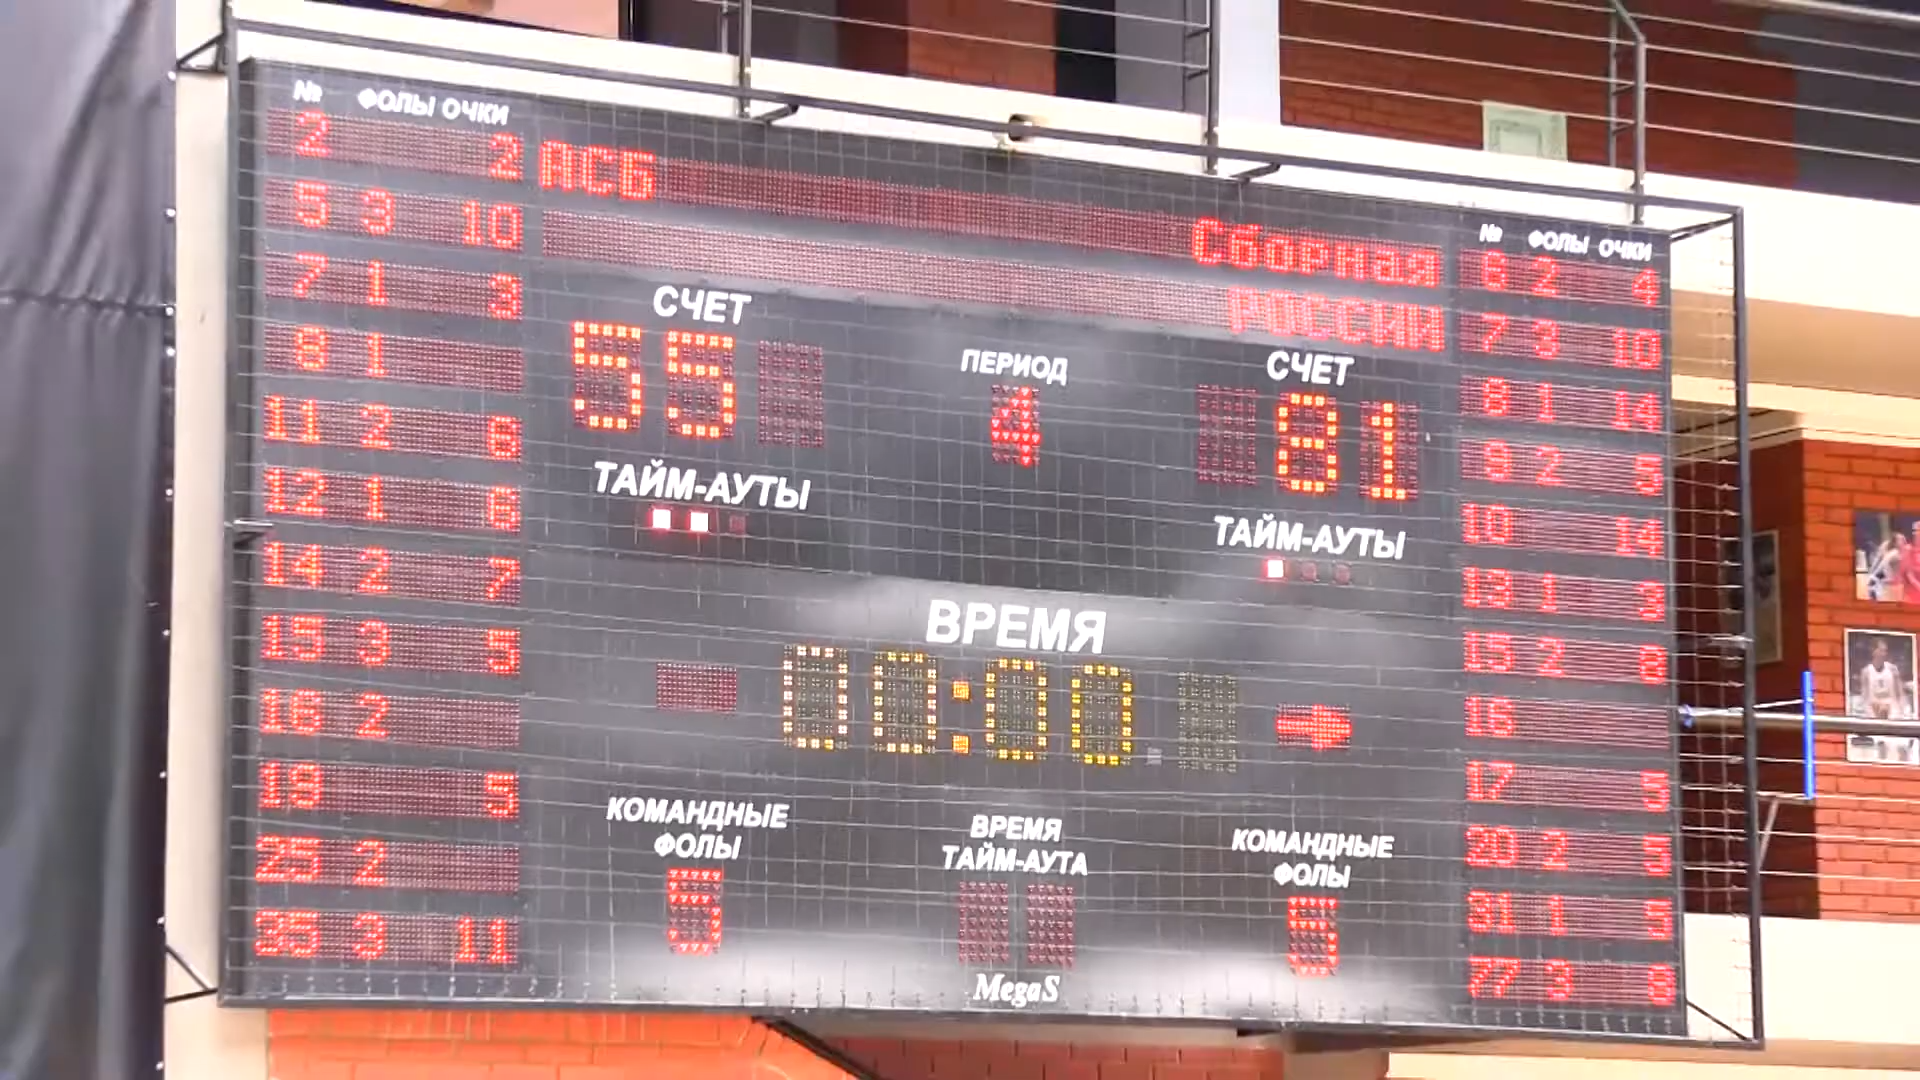 № ФОЛЫ ОЧКИ
2 2
5 3 10
7 1 3
8 1
11 2 6
12 1 6
14 2 7
15 3 5
16 2
19 5
25 2
35 3 11
АСБ
Сборная
РОССИИ
СЧЕТ
55
ПЕРИОД
4
СЧЕТ
81
ТАЙМ-АУТЫ
ТАЙМ-АУТЫ
ВРЕМЯ
00:00
КОМАНДНЫЕ
ФОЛЫ
5
ВРЕМЯ
ТАЙМ-АУТА
КОМАНДНЫЕ
ФОЛЫ
5
MegaS
№ ФОЛЫ ОЧКИ
6 2 4
7 3 10
8 1 14
9 2 5
10 14
13 1 3
15 2 8
16
17 5
20 2 5
31 1 5
77 3 8